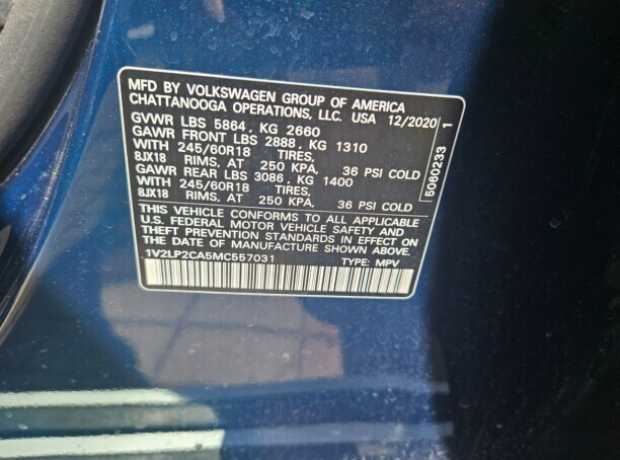 MFD BY VOLKSWAGEN GROUP OF AMERICA
CHATTANOOGA OPERATIONS, LLC. USA 12/2020
GVWR LBS 5864, KG 2660
GAWR FRONT LBS 2888, KG 1310
WITH 245/60R18 TIRES,
8JX18 RIMS, AT 250 KPA, 36 PSI COLD
GAWR REAR LBS 3086, KG 1400
WITH 245/60R18 TIRES,
8JX18 RIMS, AT 250 KPA, 36 PSI COLD
THIS VEHICLE CONFORMS TO ALL APPLICABLE
U.S. FEDERAL MOTOR VEHICLE SAFETY AND
THEFT PREVENTION STANDARDS IN EFFECT ON
THE DATE OF MANUFACTURE SHOWN ABOVE.
1V2LP2CA5MC557031 TYPE: MPV
5060233 1